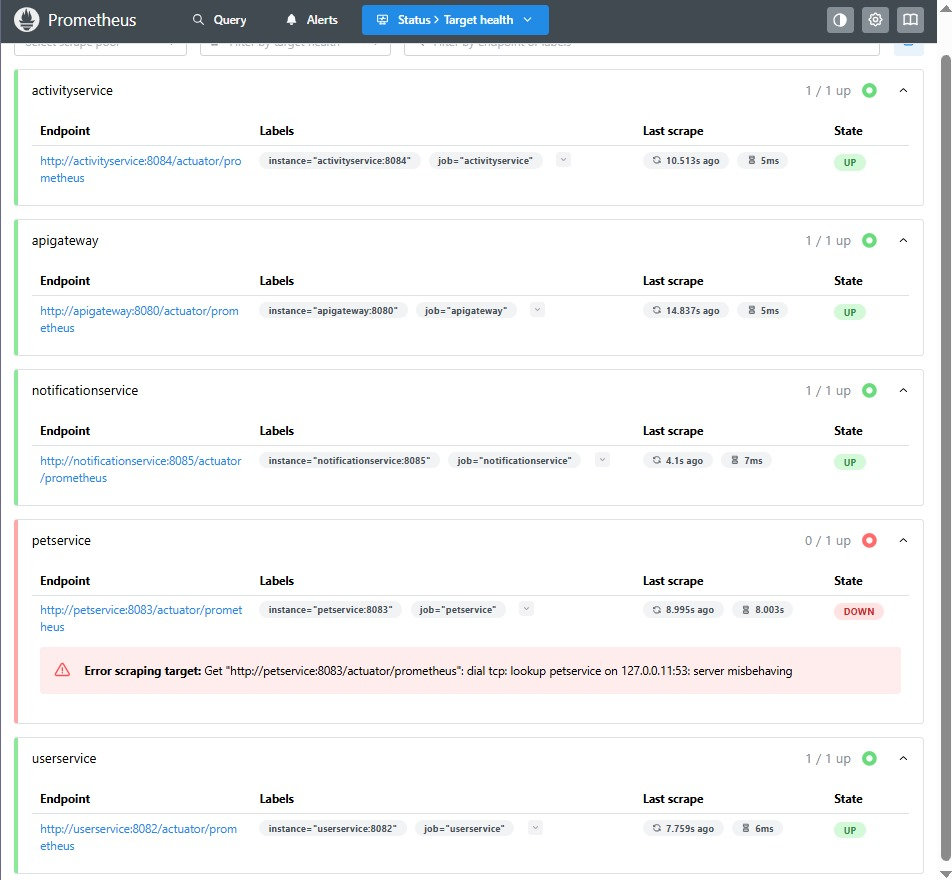 Prometheus Query Alerts Status > Target health
Select scrape pool Filter by target health Filter by endpoint or labels
activityservice 1 / 1 up
Endpoint Labels Last scrape State
http://activityservice:8084/actuator/pro instance="activityservice:8084" job="activityservice" 10.513s ago 5ms UP
metheus
apigateway 1 / 1 up
Endpoint Labels Last scrape State
http://apigateway:8080/actuator/prom instance="apigateway:8080" job="apigateway" 14.837s ago 5ms UP
etheus
notificationservice 1 / 1 up
Endpoint Labels Last scrape State
http://notificationservice:8085/actuator instance="notificationservice:8085" job="notificationservice" 4.1s ago 7ms UP
/prometheus
petservice 0 / 1 up
Endpoint Labels Last scrape State
http://petservice:8083/actuator/promet instance="petservice:8083" job="petservice" 8.995s ago 8.003s DOWN
heus
Error scraping target: Get "http://petservice:8083/actuator/prometheus": dial tcp: lookup petservice on 127.0.0.11:53: server misbehaving
userservice 1 / 1 up
Endpoint Labels Last scrape State
http://userservice:8082/actuator/prom instance="userservice:8082" job="userservice" 7.759s ago 6ms UP
etheus